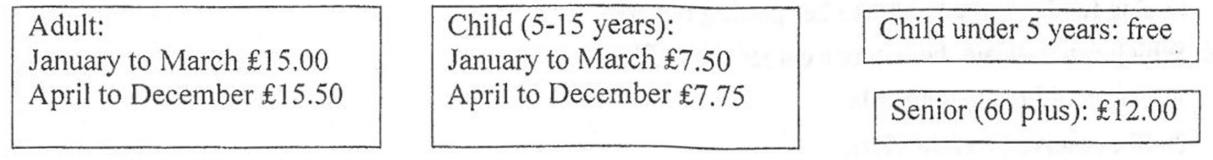 Adult:
January to March £15.00
April to December £15.50
Child (5-15 years):
January to March £7.50
April to December £7.75
Child under 5 years: free
Senior (60 plus): £12.00